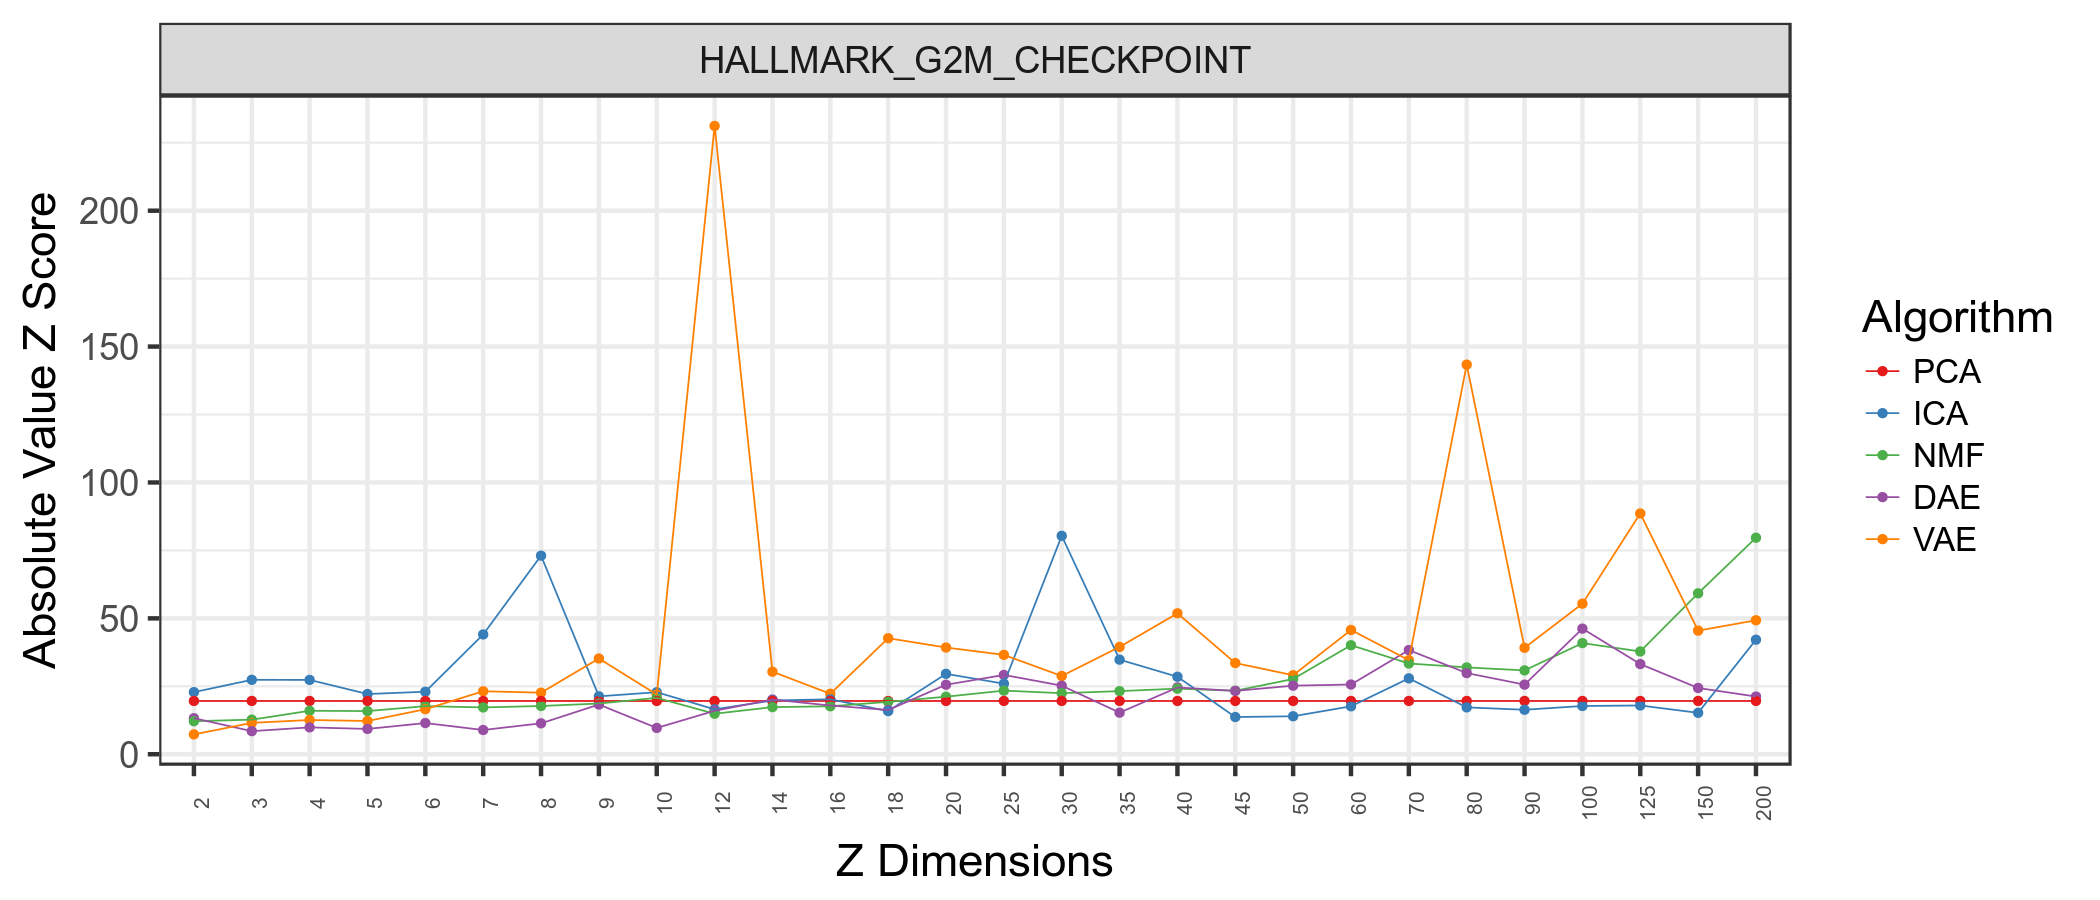 HALLMARK_G2M_CHECKPOINT
Absolute Value Z Score
200
150
100
50
0
2 3 4 5 6 7 8 9 10 12 14 16 18 20 25 30 35 40 45 50 60 70 80 90 100 125 150 200
Z Dimensions
Algorithm
PCA
ICA
NMF
DAE
VAE